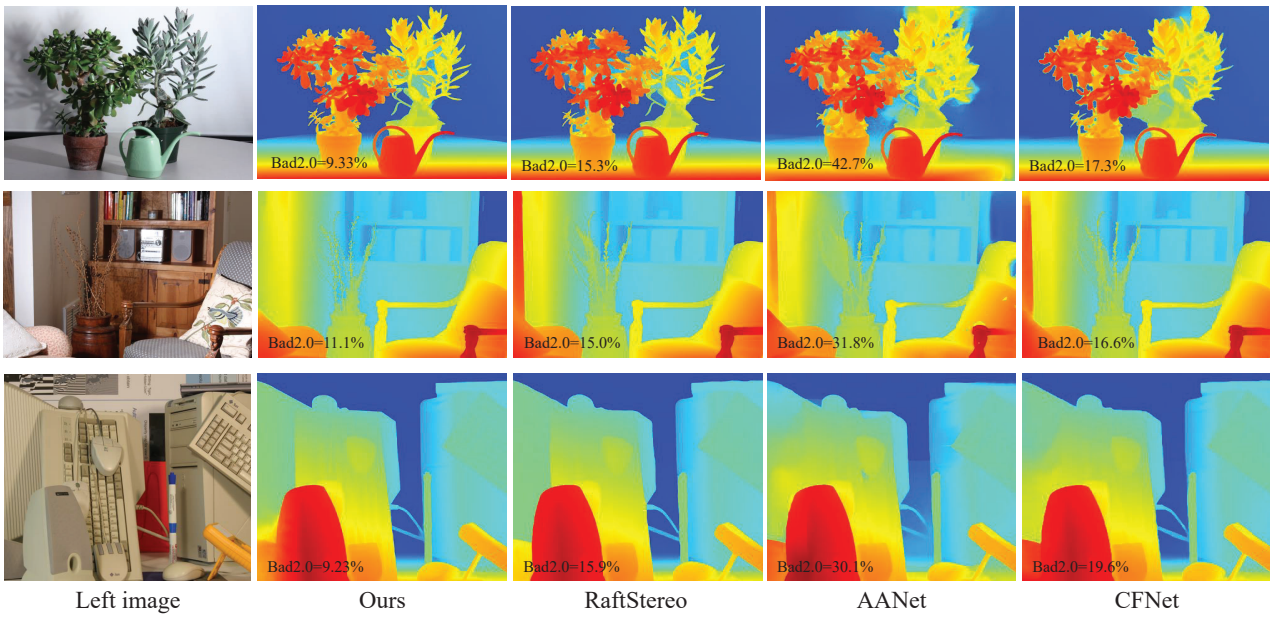 Bad2.0=9.33%
Bad2.0=15.3%
Bad2.0=42.7%
Bad2.0=17.3%
Bad2.0=11.1%
Bad2.0=15.0%
Bad2.0=31.8%
Bad2.0=16.6%
Bad2.0=9.23%
Bad2.0=15.9%
Bad2.0=30.1%
Bad2.0=19.6%
Left image
Ours
RaftStereo
AANet
CFNet